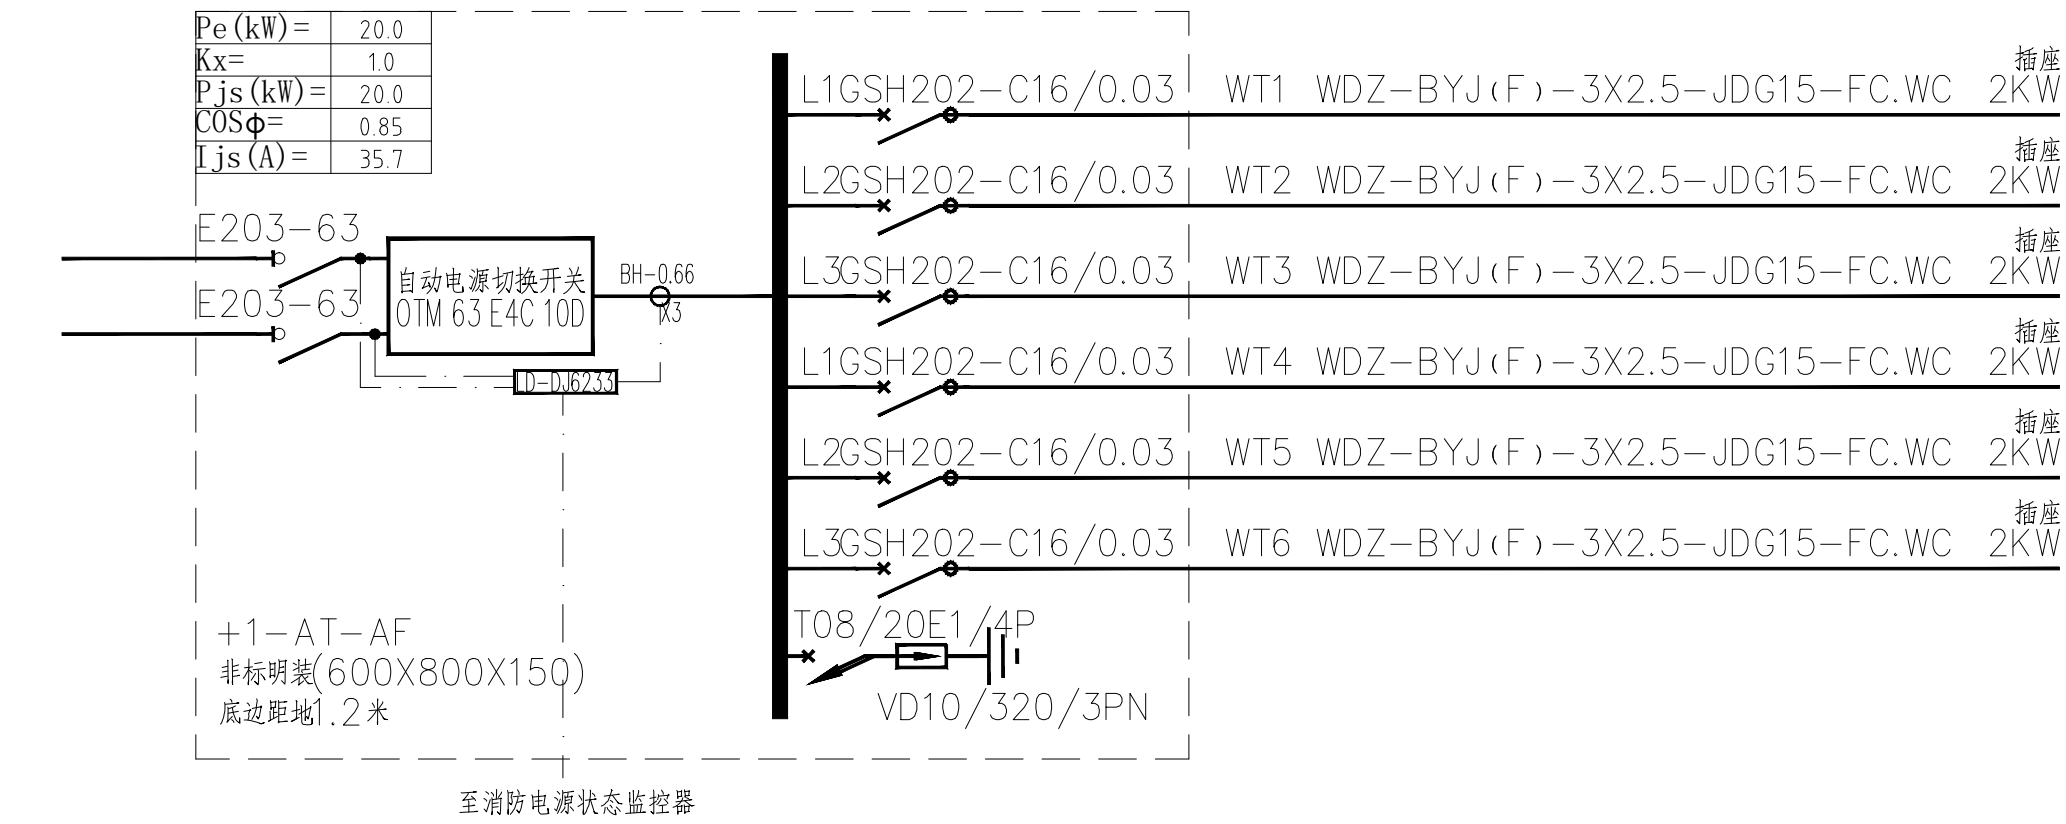 Pe(kW)= 20.0
Kx= 1.0
Pjs(kW)= 20.0
COSφ= 0.85
Ijs(A)= 35.7
E203-63
E203-63
自动电源切换开关
OTM 63 E4C 10D
BH-0.66
X3
LD-DJ6233
L1GSH202-C16/0.03 WT1 WDZ-BYJ(F)-3X2.5-JDG15-FC.WC 插座
2KW
L2GSH202-C16/0.03 WT2 WDZ-BYJ(F)-3X2.5-JDG15-FC.WC 插座
2KW
L3GSH202-C16/0.03 WT3 WDZ-BYJ(F)-3X2.5-JDG15-FC.WC 插座
2KW
L1GSH202-C16/0.03 WT4 WDZ-BYJ(F)-3X2.5-JDG15-FC.WC 插座
2KW
L2GSH202-C16/0.03 WT5 WDZ-BYJ(F)-3X2.5-JDG15-FC.WC 插座
2KW
L3GSH202-C16/0.03 WT6 WDZ-BYJ(F)-3X2.5-JDG15-FC.WC 插座
2KW
T08/20E1/4P
VD10/320/3PN
+1-AT-AF
非标明装(600X800X150)
底边距地1.2米
至消防电源状态监控器